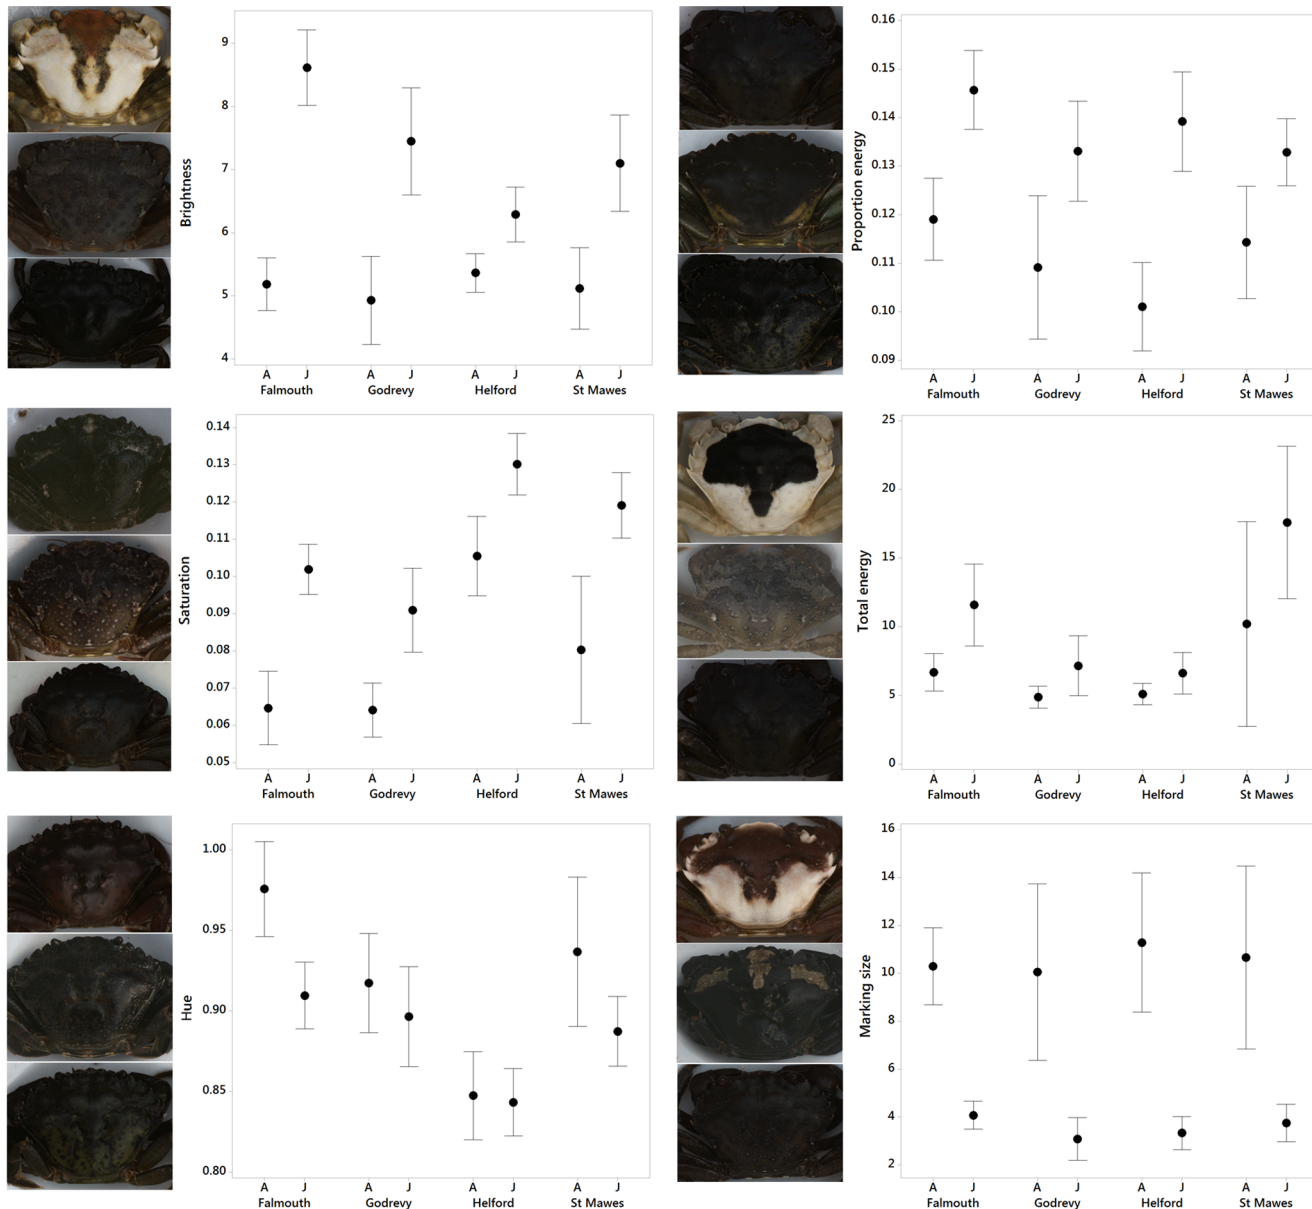 Brightness
9
8
7
6
5
4
A J A J A J A J
Falmouth Godrevy Helford St Mawes
Proportion energy
0.16
0.15
0.14
0.13
0.12
0.11
0.10
0.09
A J A J A J A J
Falmouth Godrevy Helford St Mawes
Saturation
0.14
0.13
0.12
0.11
0.10
0.09
0.08
0.07
0.06
0.05
A J A J A J A J
Falmouth Godrevy Helford St Mawes
Total energy
25
20
15
10
5
0
A J A J A J A J
Falmouth Godrevy Helford St Mawes
Hue
1.00
0.95
0.90
0.85
0.80
A J A J A J A J
Falmouth Godrevy Helford St Mawes
Marking size
16
14
12
10
8
6
4
2
A J A J A J A J
Falmouth Godrevy Helford St Mawes